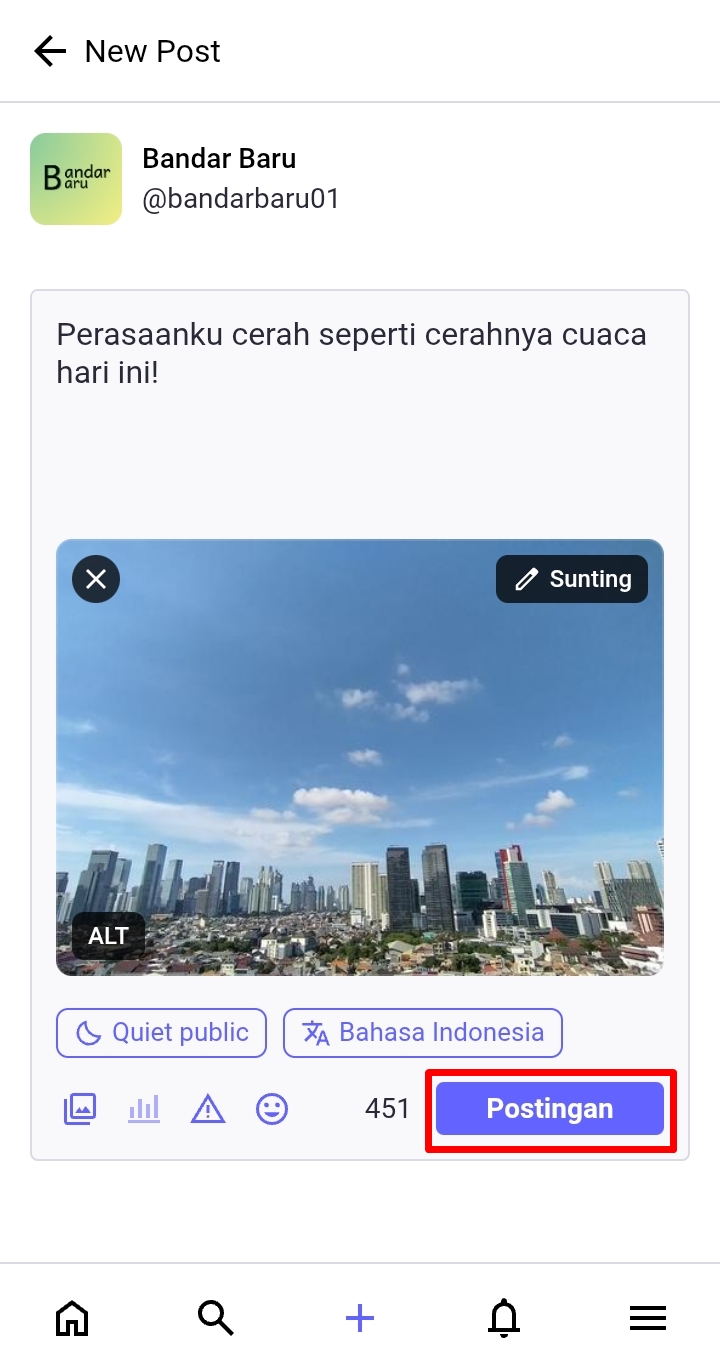 New Post
Bandar
Baru
Bandar Baru
@bandarbaru01
Perasaanku cerah seperti cerahnya cuaca
hari ini!
Sunting
ALT
Quiet public
Bahasa Indonesia
451
Postingan